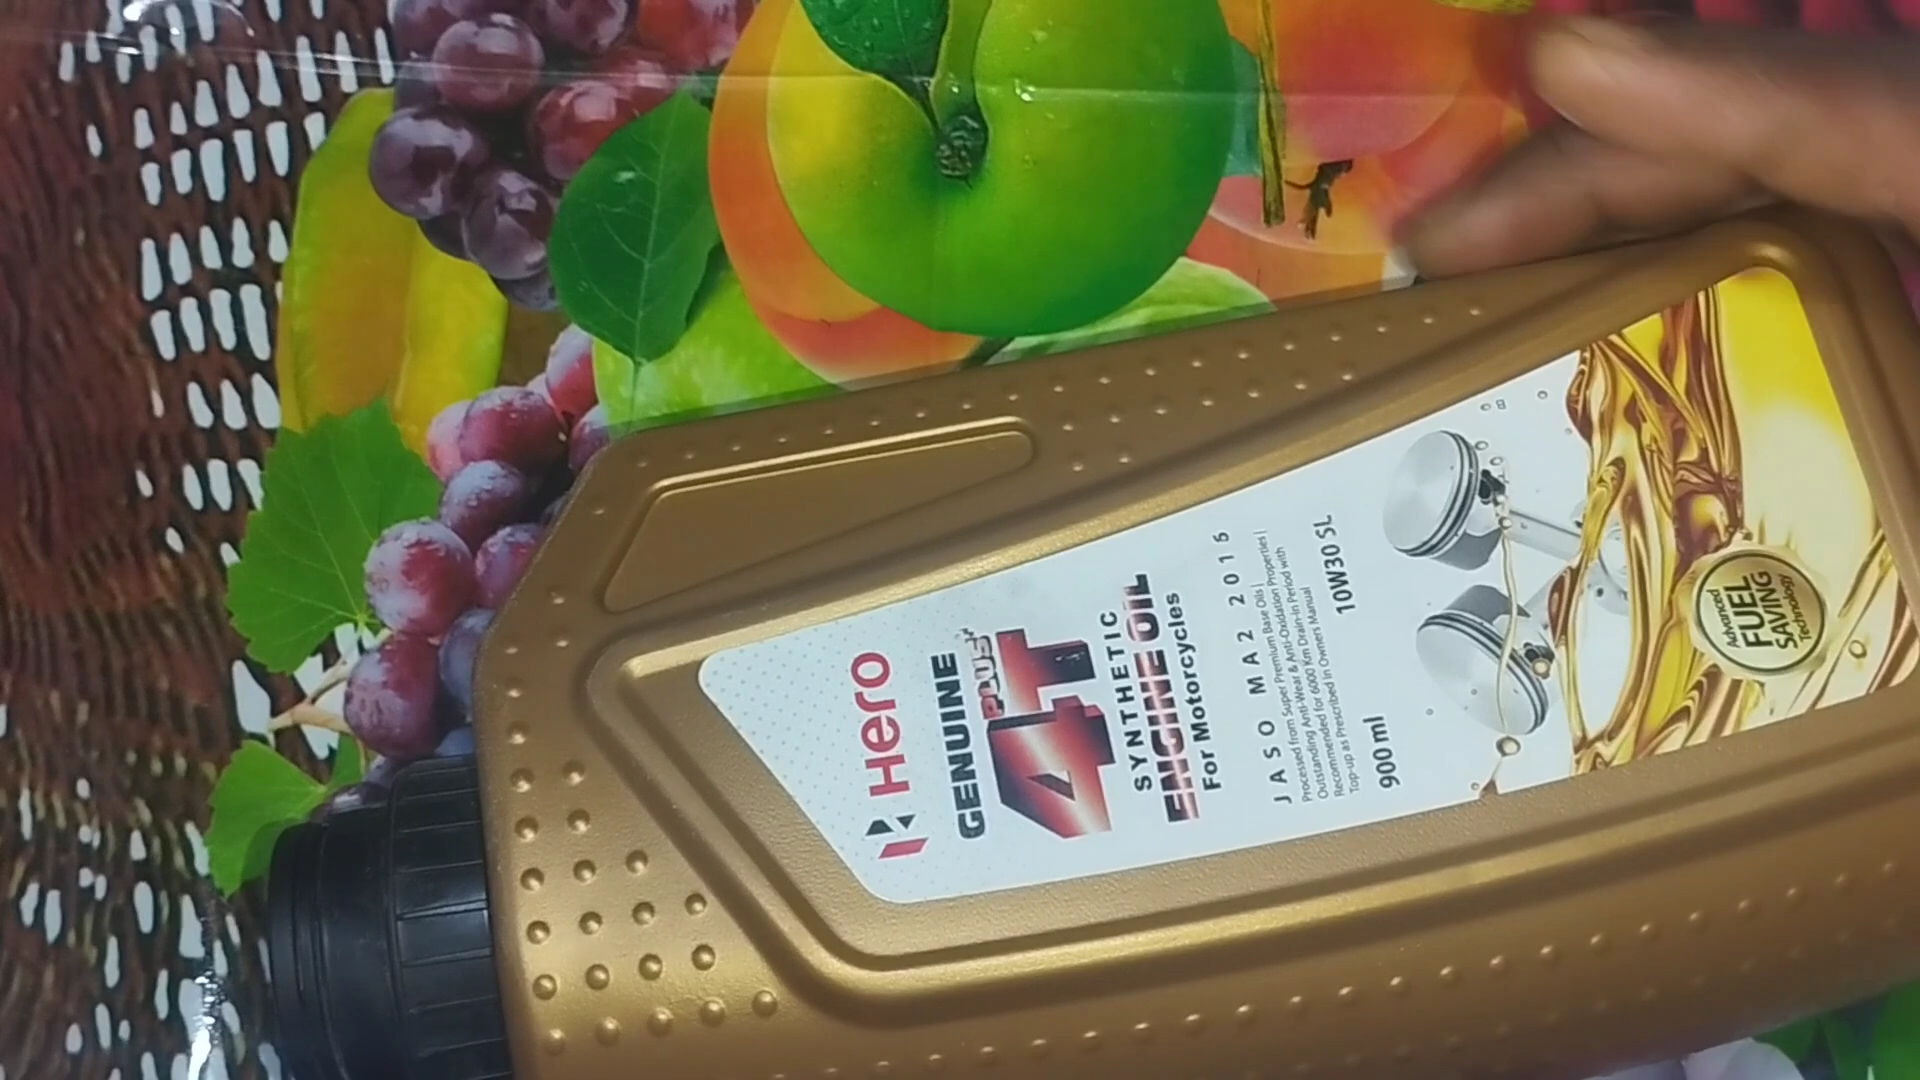 Hero
GENUINE
4T PLUS
SYNTHETIC
ENGINE OIL
For Motorcycles
JASO MA2 2016
Processed from Super Premium Base Oils |
Outstanding Anti-Wear & Anti-Oxidation Properties |
Recommended for 6000 Km Drain-in Period with
Top-up as Prescribed in Owners Manual
900 ml 10W30 SL
Advanced
FUEL
SAVING
Technology